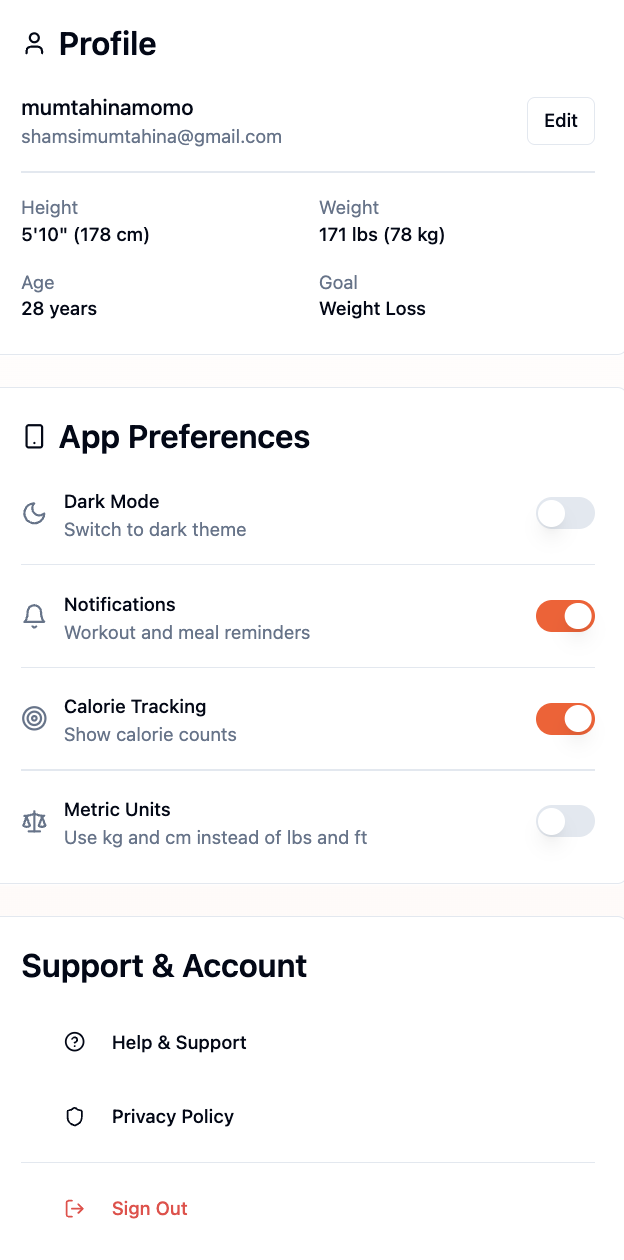 Profile
mumtahinamomo
shamsimumtahina@gmail.com
Edit
Height
5'10" (178 cm)
Weight
171 lbs (78 kg)
Age
28 years
Goal
Weight Loss
App Preferences
Dark Mode
Switch to dark theme
Notifications
Workout and meal reminders
Calorie Tracking
Show calorie counts
Metric Units
Use kg and cm instead of lbs and ft
Support & Account
Help & Support
Privacy Policy
Sign Out